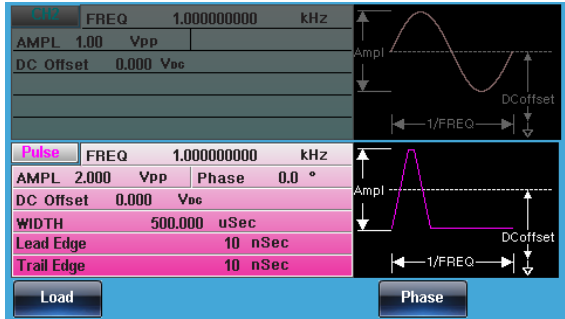 CH2 FREQ 1.000000000 kHz
AMPL 1.00 Vpp
DC Offset 0.000 VDC
Ampl
DCoffset
1/FREQ
Pulse FREQ 1.000000000 kHz
AMPL 2.000 Vpp Phase 0.0 °
DC Offset 0.000 VDC
WIDTH 500.000 uSec
Lead Edge 10 nSec
Trail Edge 10 nSec
Ampl
DCoffset
1/FREQ
Load Phase